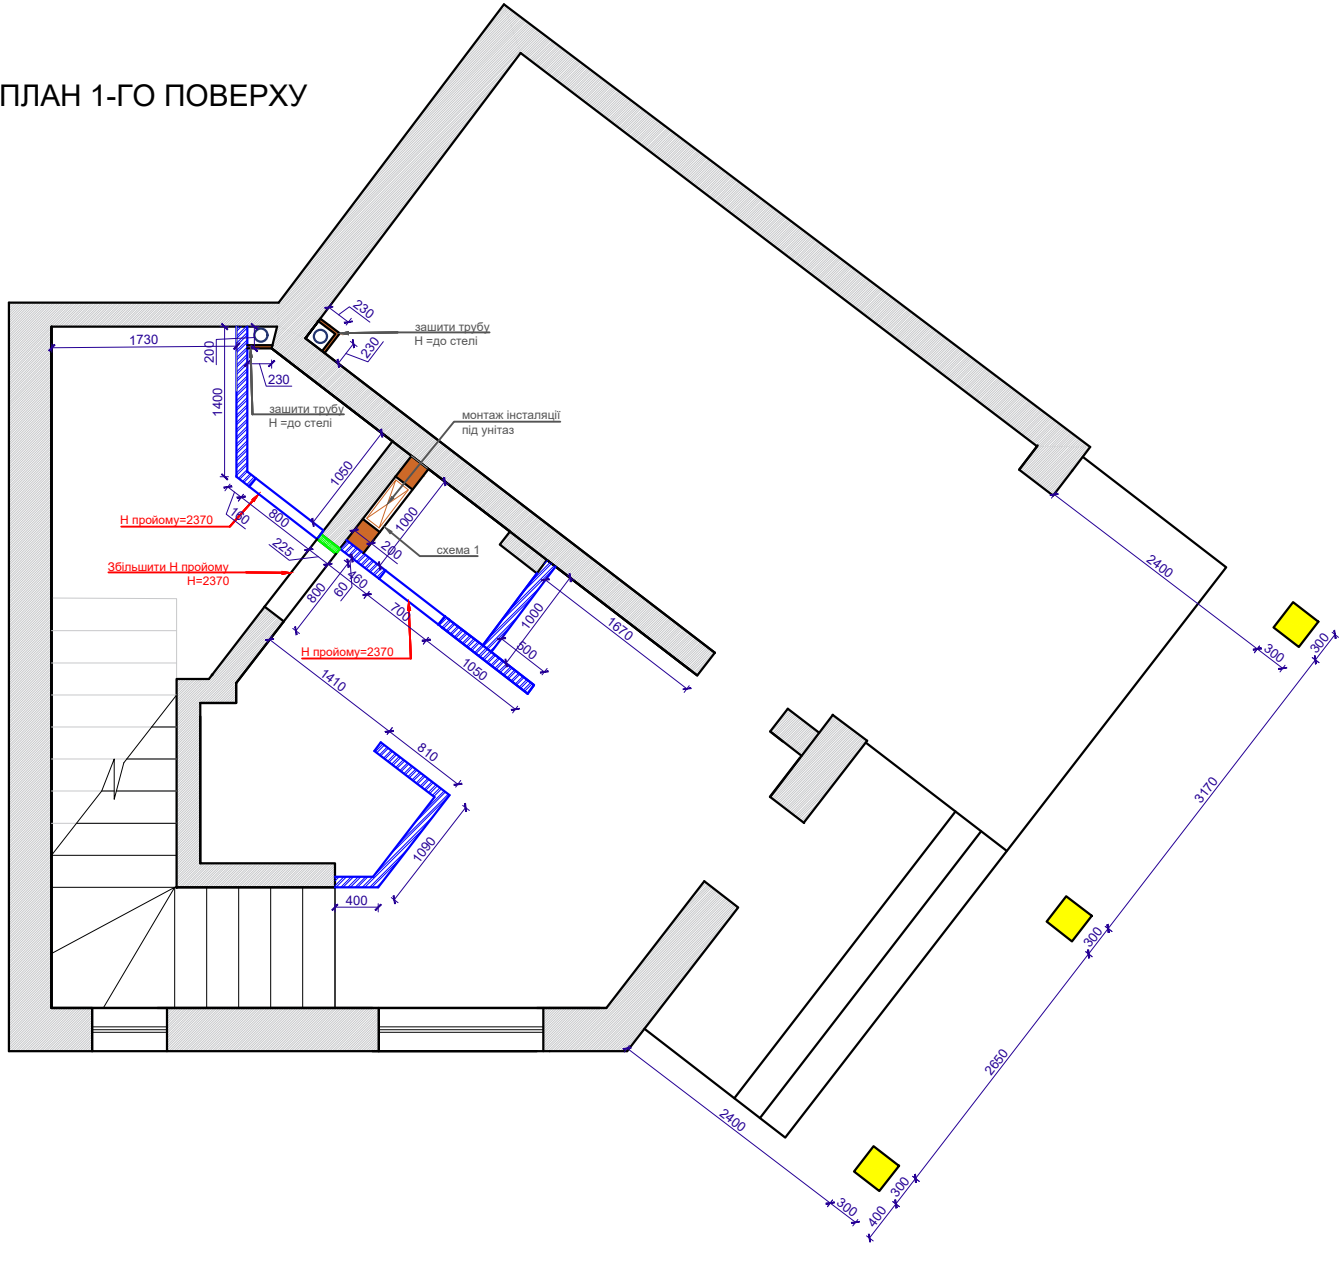 ПЛАН 1-ГО ПОВЕРХУ
230
зашити трубу
Н =до стелі
230
1730
200
230
1400
зашити трубу
Н =до стелі
монтаж інсталяції
під унітаз
1050
1000
160
800
Н пройому=2370
225
200
схема 1
Збільшити Н пройому
Н=2370
800
60
460
700
1000
1670
500
Н пройому=2370
1050
1410
810
1090
400
2400
300
300
3170
300
2650
2400
300
300
400